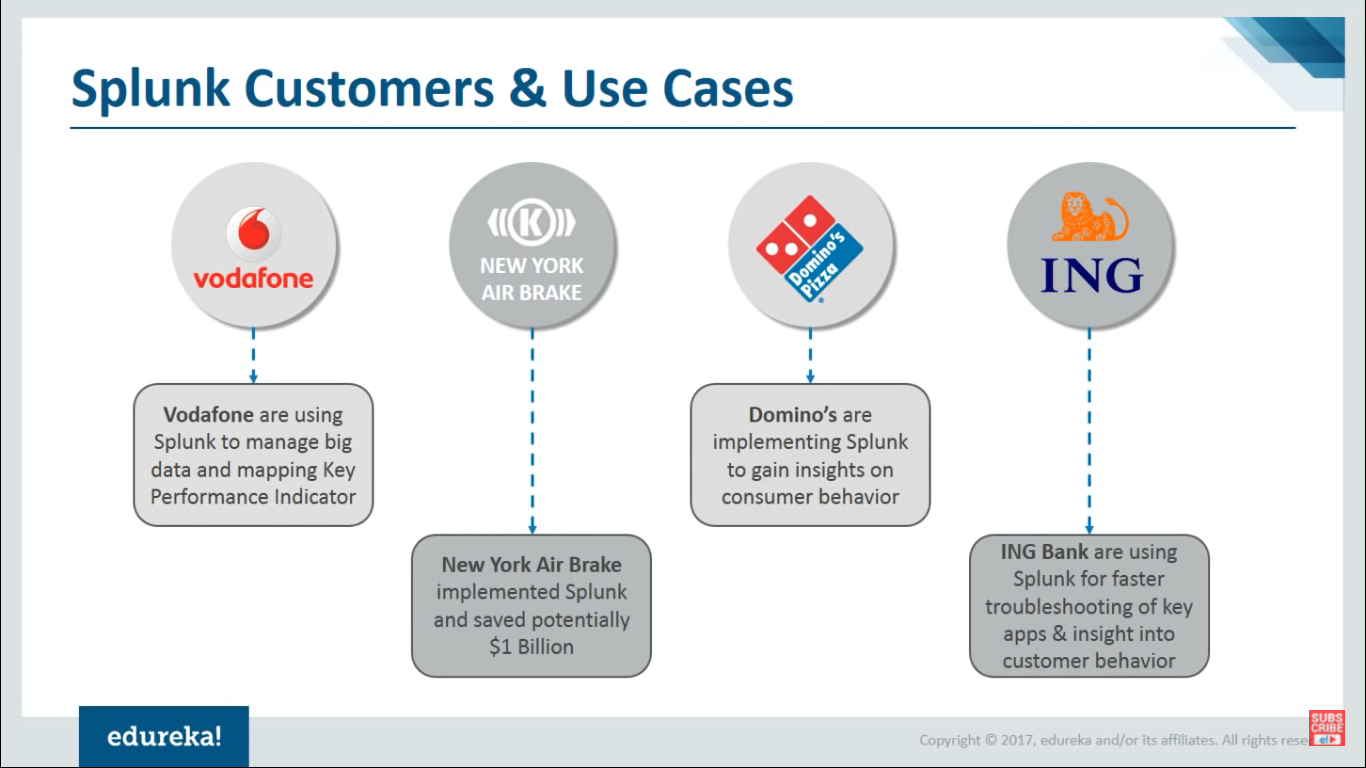 Splunk Customers & Use Cases
vodafone
NEW YORK
AIR BRAKE
Domino's
Pizza
ING
Vodafone are using
Splunk to manage big
data and mapping Key
Performance Indicator
New York Air Brake
implemented Splunk
and saved potentially
$1 Billion
Domino's are
implementing Splunk
to gain insights on
consumer behavior
ING Bank are using
Splunk for faster
troubleshooting of key
apps & insight into
customer behavior
edureka!
Copyright © 2017, edureka and/or its affiliates. All rights rese
SUBS
CRIBE